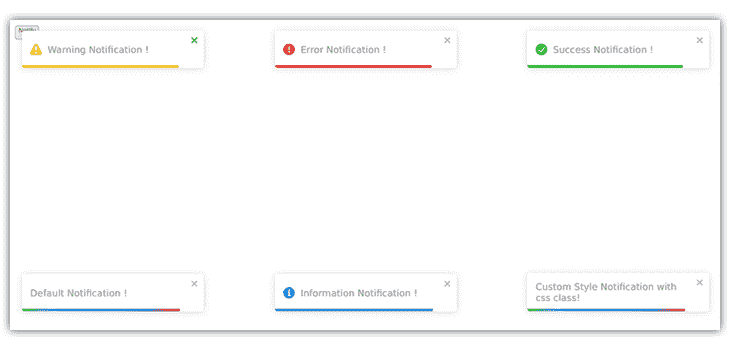 Notify
Warning Notification !
Error Notification !
Success Notification !
Default Notification !
Information Notification !
Custom Style Notification with
css class!